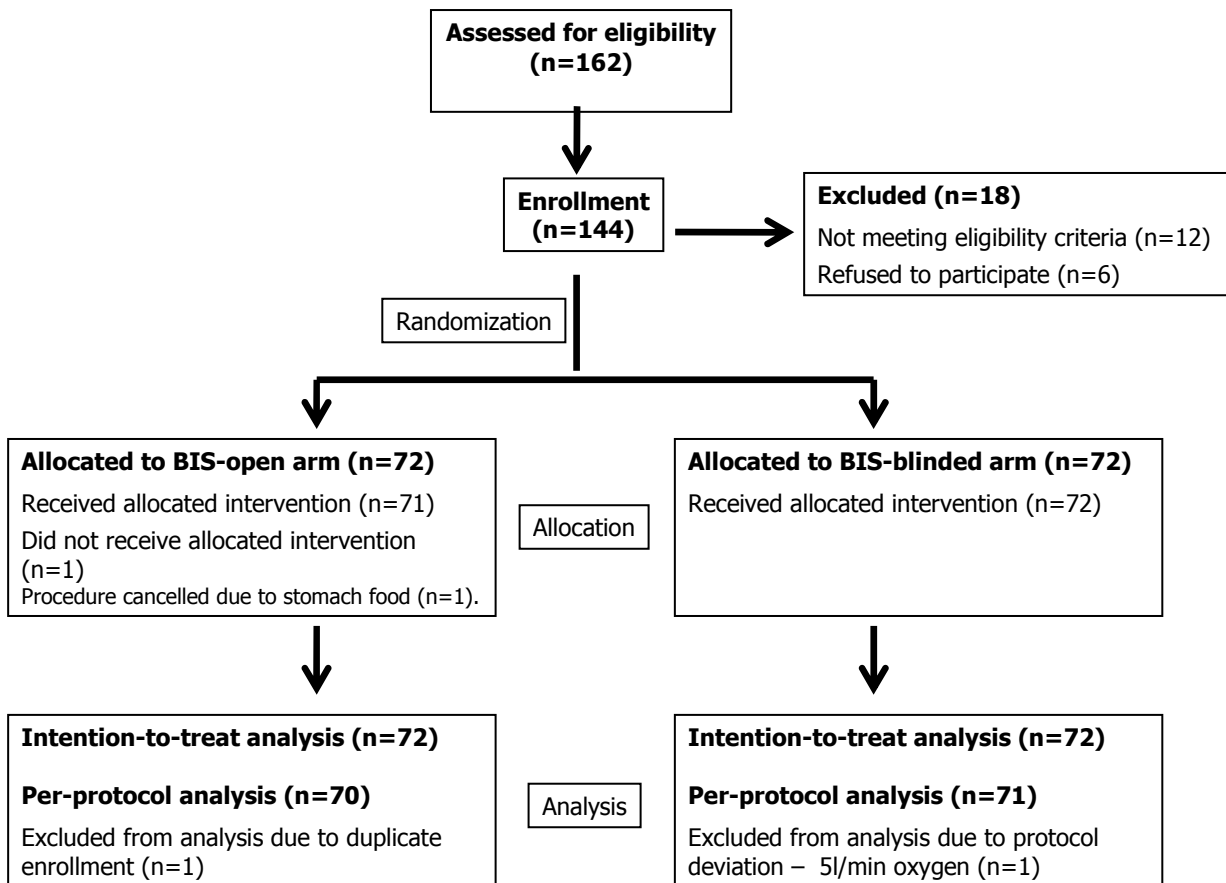 Assessed for eligibility
(n=162)
Enrollment
(n=144)
Excluded (n=18)
Not meeting eligibility criteria (n=12)
Refused to participate (n=6)
Randomization
Allocated to BIS-open arm (n=72)
Received allocated intervention (n=71)
Did not receive allocated intervention
(n=1)
Procedure cancelled due to stomach food (n=1).
Allocation
Allocated to BIS-blinded arm (n=72)
Received allocated intervention (n=72)
Intention-to-treat analysis (n=72)
Per-protocol analysis (n=70)
Excluded from analysis due to duplicate
enrollment (n=1)
Analysis
Intention-to-treat analysis (n=72)
Per-protocol analysis (n=71)
Excluded from analysis due to protocol
deviation – 5l/min oxygen (n=1)